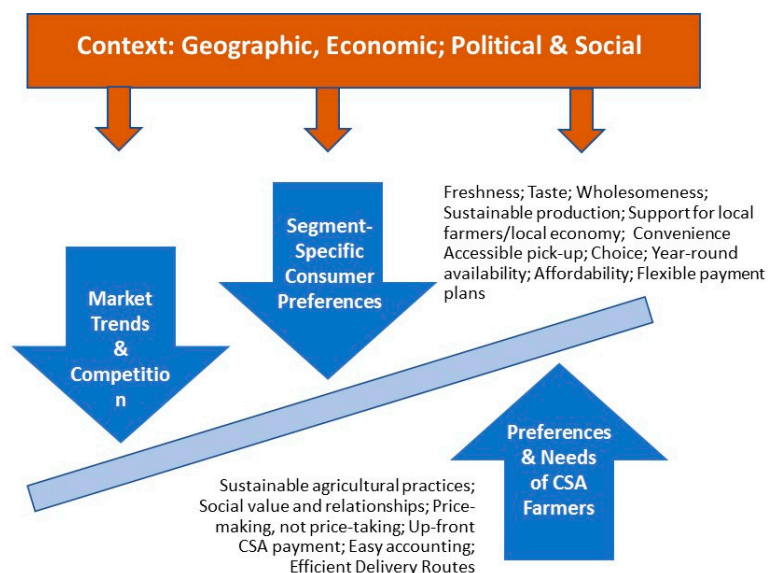 Context: Geographic, Economic; Political & Social
Freshness; Taste; Wholesomeness;
Sustainable production; Support for local
farmers/local economy;  Convenience
Accessible pick-up; Choice; Year-round
availability; Affordability; Flexible payment
plans
Segment-
Specific
Consumer
Preferences
Market
Trends
&
Competitio
n
Preferences
& Needs
of CSA
Farmers
Sustainable agricultural practices;
Social value and relationships; Price-
making, not price-taking; Up-front
CSA payment; Easy accounting;
Efficient Delivery Routes